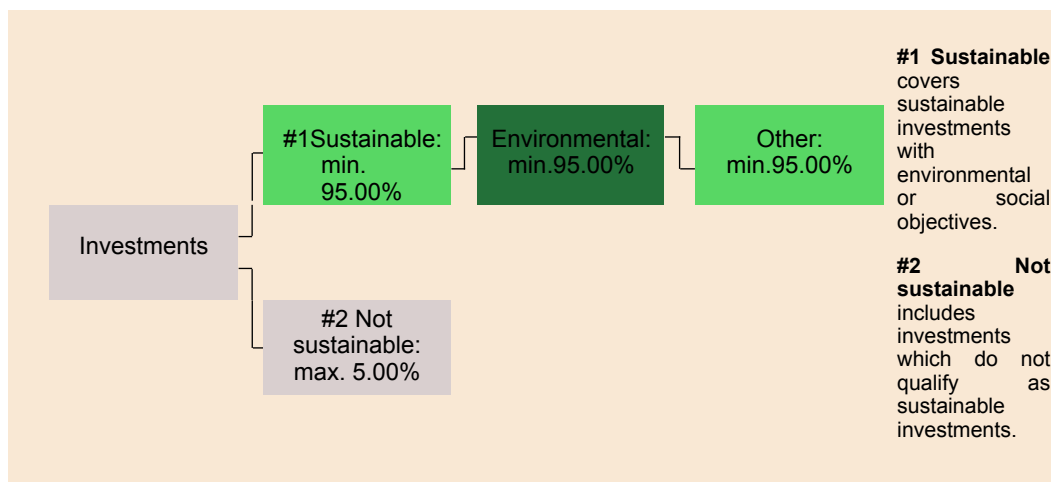 #1Sustainable:
min.
95.00%
Environmental:
min.95.00%
Other:
min.95.00%
Investments
#2 Not
sustainable:
max. 5.00%
#1 Sustainable
covers
sustainable
investments
with
environmental
or social
objectives.
#2 Not
sustainable
includes
investments
which do not
qualify as
sustainable
investments.